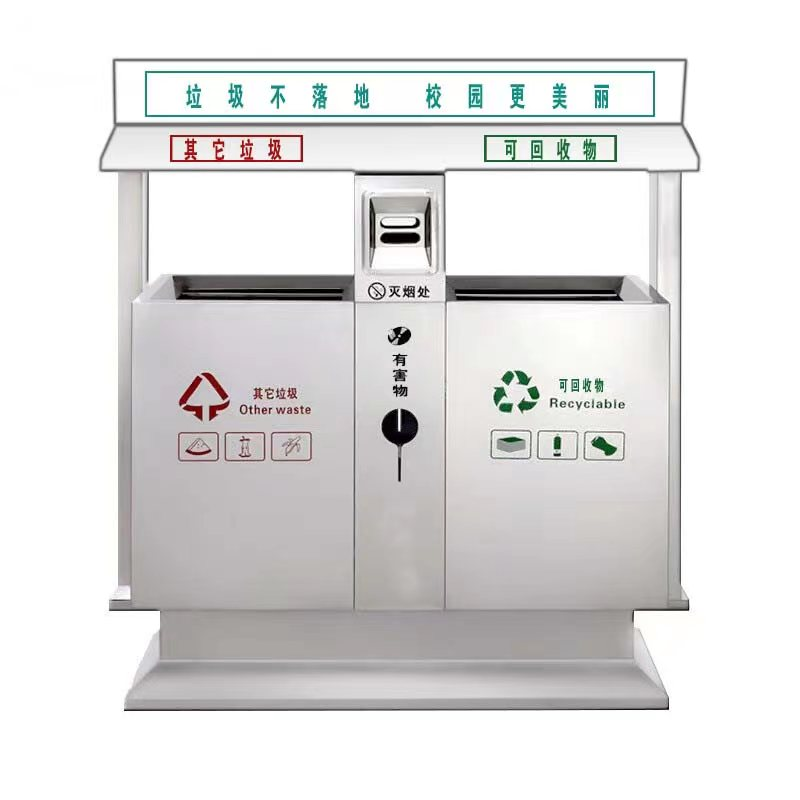 垃圾不落地 校园更美丽
其它垃圾
可回收物
灭烟处
有害物
其它垃圾
Other waste
可回收物
Recyclable